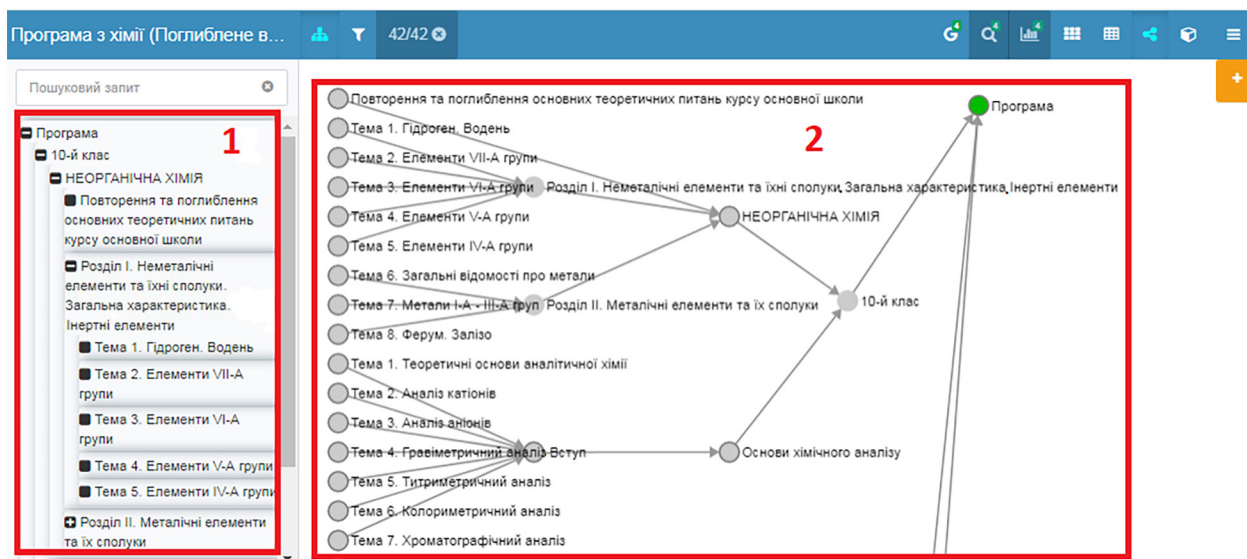 Програма з хімії (Поглиблене в...
42/42
4
4
4
Пошуковий запит
1
Програма
10-й клас
НЕОРГАНІЧНА ХІМІЯ
Повторення та поглиблення
основних теоретичних питань
курсу основної школи
Розділ І. Неметалічні
елементи та їхні сполуки.
Загальна характеристика.
Інертні елементи
Тема 1. Гідроген. Водень
Тема 2. Елементи VІІ-А
групи
Тема 3. Елементи VІ-А
групи
Тема 4. Елементи V-А групи
Тема 5. Елементи ІV-А групи
Розділ ІІ. Металічні елементи
та їх сполуки
2
Повторення та поглиблення основних теоретичних питань курсу основної школи
Програма
Тема 1. Гідроген. Водень
Тема 2. Елементи VII-А групи
Тема 3. Елементи VІ-А групи
Розділ І. Неметалічні елементи та їхні сполуки. Загальна характеристика. Інертні елементи
Тема 4. Елементи V-А групи
НЕОРГАНІЧНА ХІМІЯ
Тема 5. Елементи IV-А групи
Тема 6. Загальні відомості про метали
Тема 7. Метали І-А - ІІІ-А груп
Розділ ІІ. Металічні елементи та їх сполуки
10-й клас
Тема 8. Ферум. Залізо
Тема 1. Теоретичні основи аналітичної хімії
Тема 2. Аналіз катіонів
Тема 3. Аналіз аніонів
Тема 4. Гравіметричний аналіз
Вступ
Основи хімічного аналізу
Тема 5. Титриметричний аналіз
Тема 6. Колориметричний аналіз
Тема 7. Хроматографічний аналіз